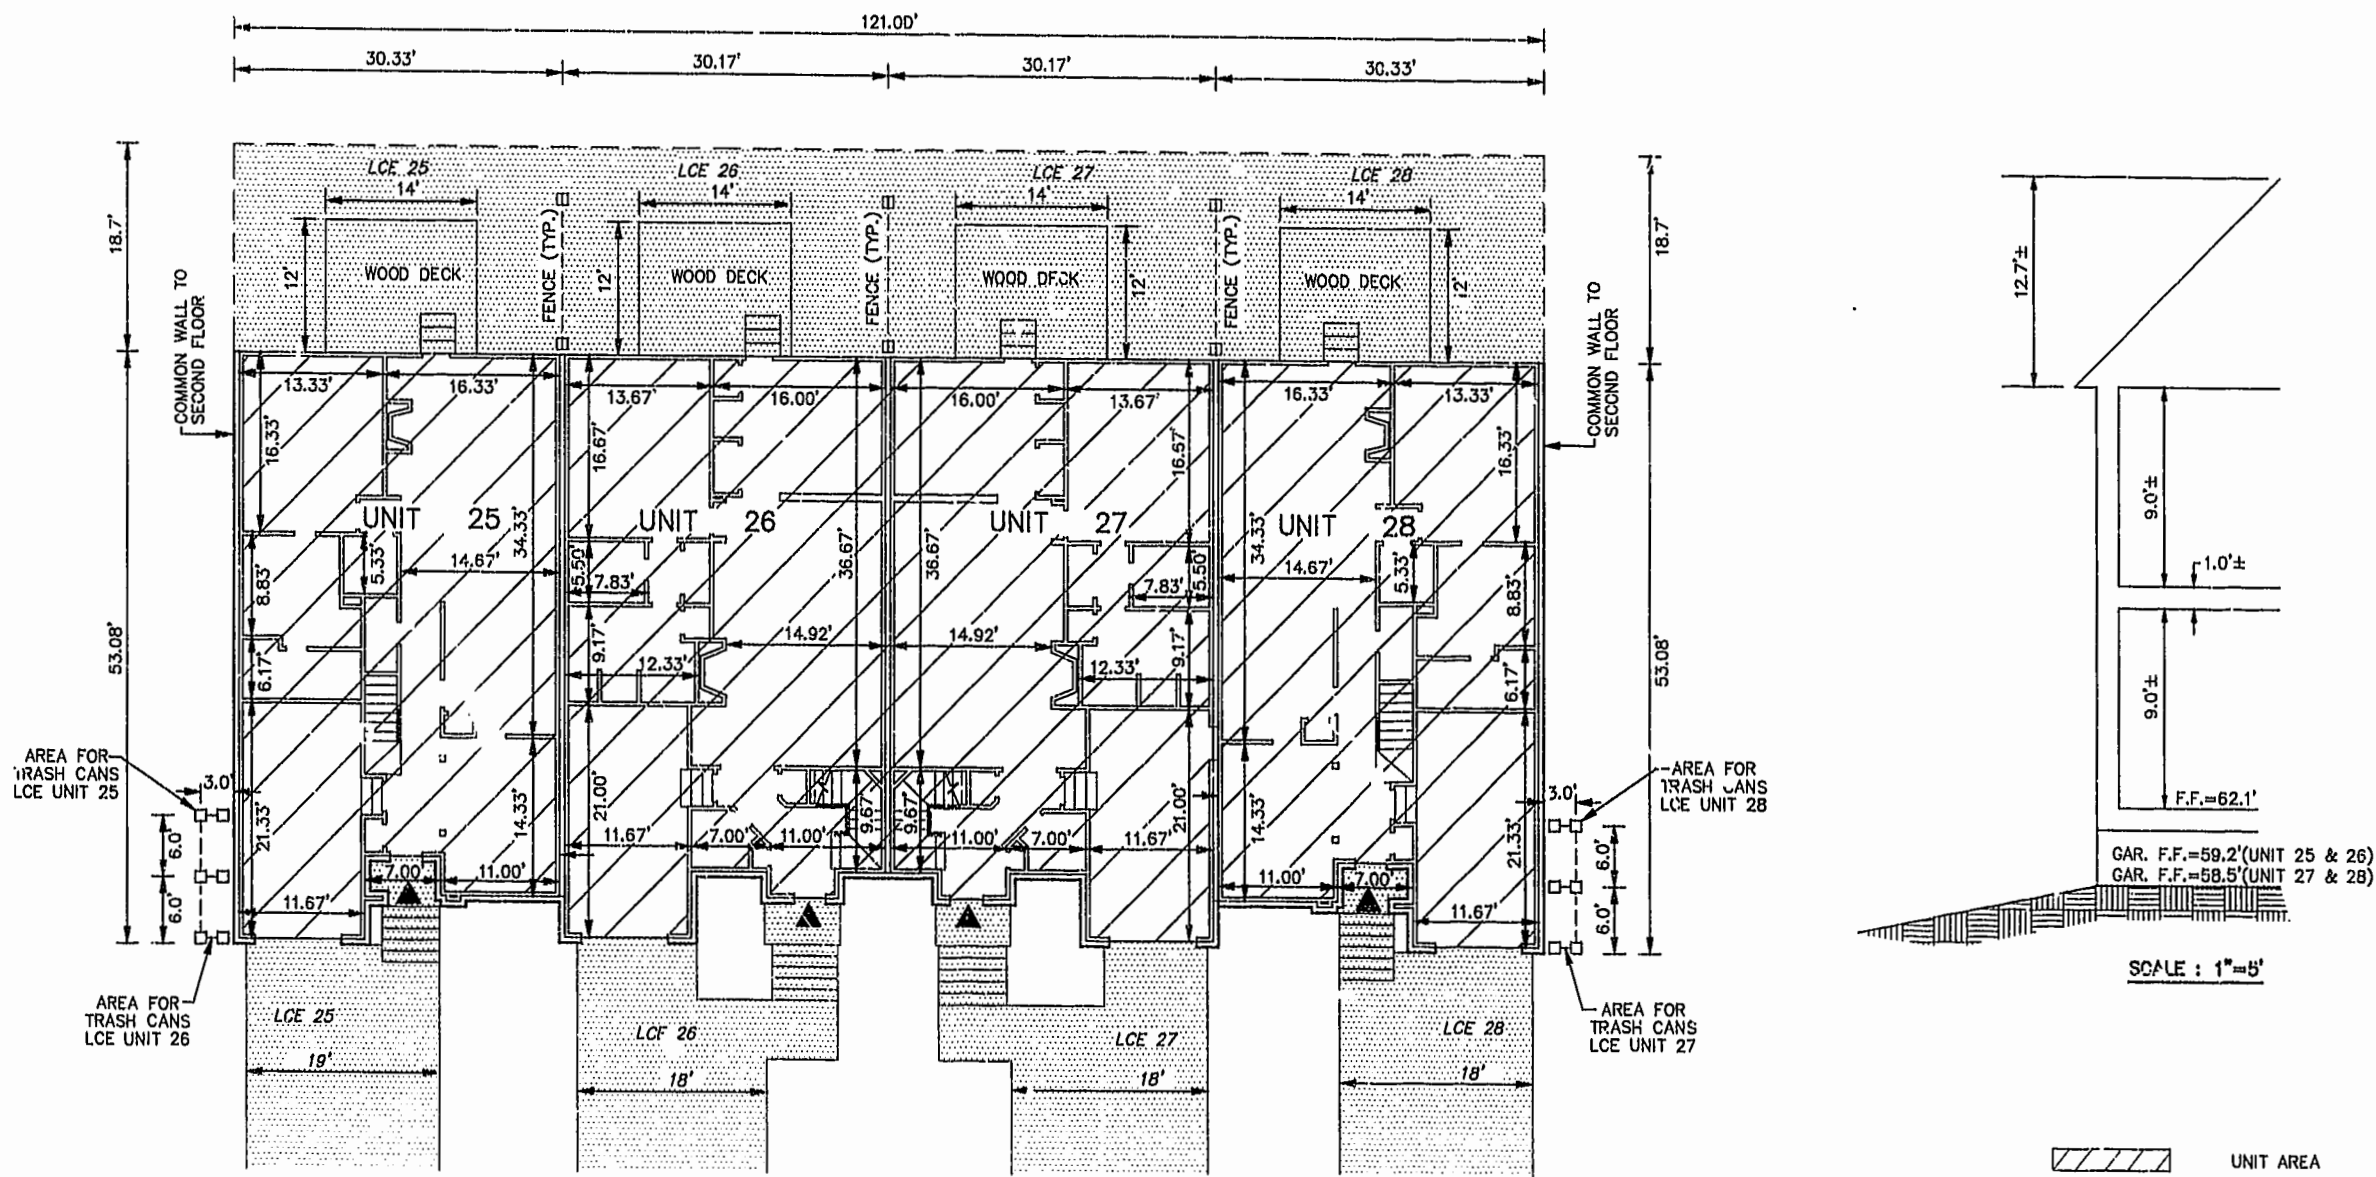 121.00'
30.33'
30.17'
30.17'
30.33'
LCE 25
LCE 26
LCE 27
LCE 28
14'
14'
14'
14'
18.7'
18.7'
12'
WOOD DECK
FENCE (TYP.)
12'
WOOD DECK
FENCE (TYP.)
WOOD DECK
12'
FENCE (TYP.)
WOOD DECK
12'
COMMON WALL TO
SECOND FLOOR
COMMON WALL TO
SECOND FLOOR
13.33'
16.33'
13.67'
16.00'
16.00'
13.67'
16.33'
13.33'
16.33'
16.67'
16.67'
16.33'
UNIT 25
UNIT 26
UNIT 27
UNIT 28
34.33'
36.67'
36.67'
34.33'
8.83'
5.33'
14.67'
5.50'
7.83'
7.83'
5.50'
14.67'
5.33'
8.83'
53.08'
53.08'
6.17'
9.17'
12.33'
14.92'
14.92'
12.33'
9.17'
6.17'
AREA FOR
TRASH CANS
LCE UNIT 25
3.0'
6.0'
6.0'
21.33'
14.33'
21.00'
9.67'
9.67'
21.00'
14.33'
21.33'
AREA FOR
TRASH CANS
LCE UNIT 28
3.0'
6.0'
6.0'
11.67'
7.00'
11.00'
11.67'
7.00'
11.00'
11.00'
7.00'
11.67'
11.00'
7.00'
11.67'
AREA FOR
TRASH CANS
LCE UNIT 26
AREA FOR
TRASH CANS
LCE UNIT 27
LCE 25
LCE 26
LCE 27
LCE 28
19'
18'
18'
18'
12.7'±
9.0'±
1.0'±
9.0'±
F.F.=62.1'
GAR. F.F.=59.2'(UNIT 25 & 26)
GAR. F.F.=58.5'(UNIT 27 & 28)
SCALE : 1"=5'
UNIT AREA